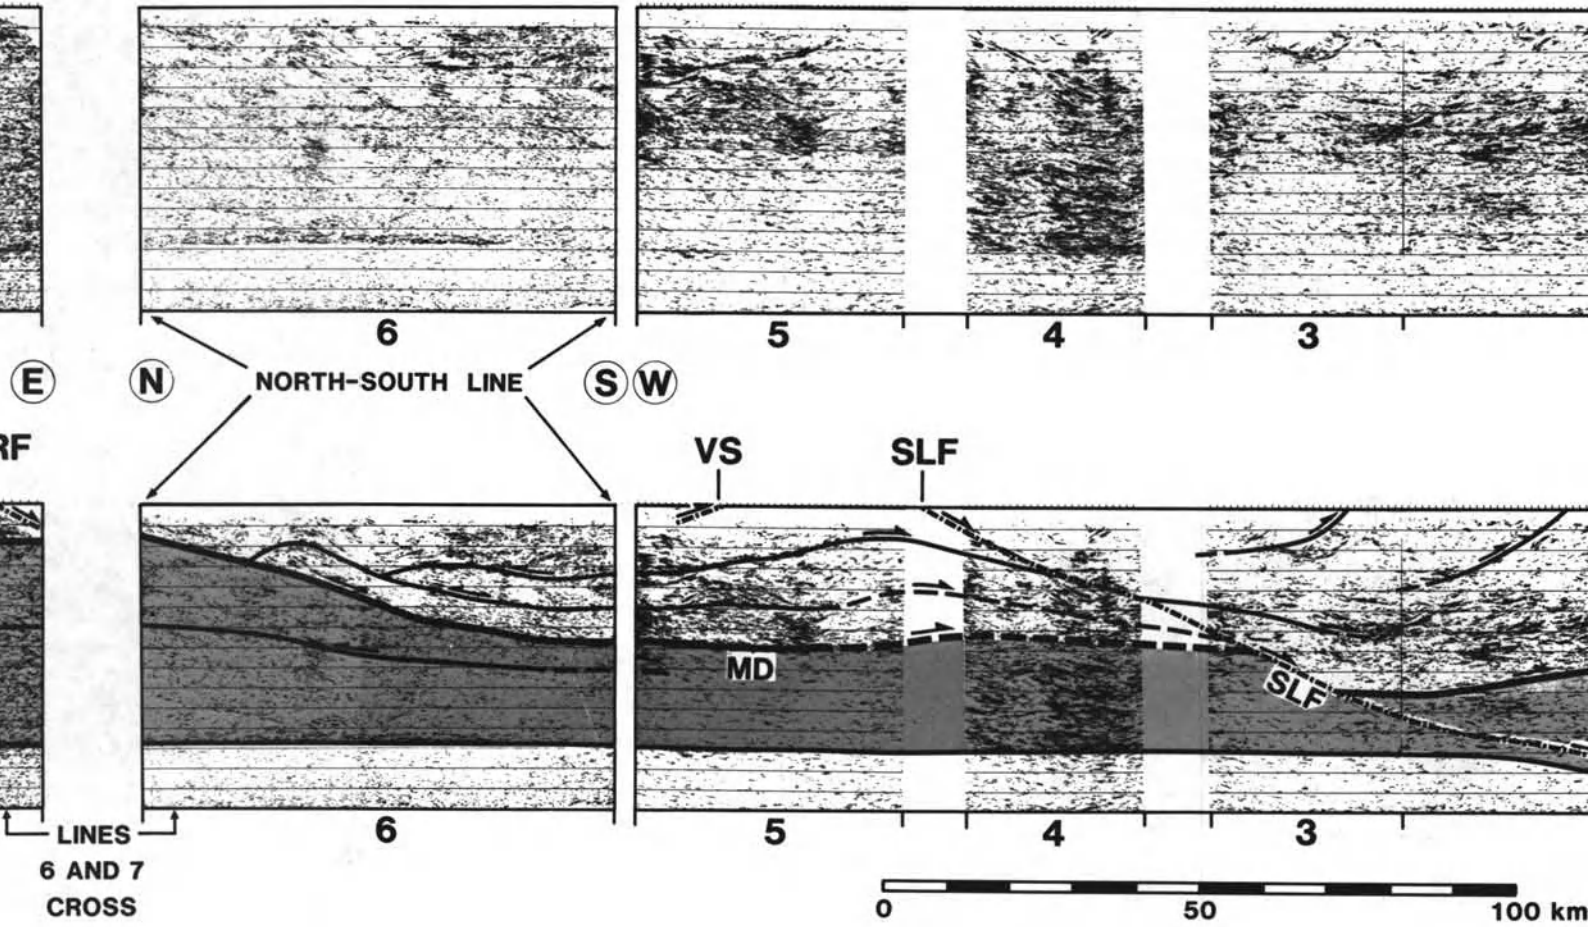 6 5 4 3
E N NORTH-SOUTH LINE S W
RF
VS SLF
MD
SLF
LINES
6 AND 7
CROSS
6 5 4 3
0 50 100 km